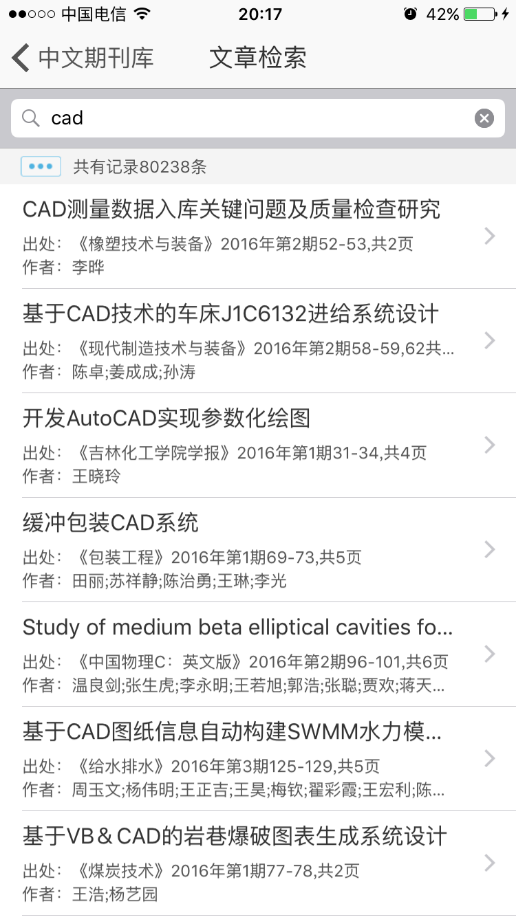 中国电信 20:17 42%
中文期刊库 文章检索
cad
共有记录80238条
CAD测量数据入库关键问题及质量检查研究
出处：《橡塑技术与装备》2016年第2期52-53,共2页
作者：李晔
基于CAD技术的车床J1C6132进给系统设计
出处：《现代制造技术与装备》2016年第2期58-59,62共...
作者：陈卓;姜成成;孙涛
开发AutoCAD实现参数化绘图
出处：《吉林化工学院学报》2016年第1期31-34,共4页
作者：王晓玲
缓冲包装CAD系统
出处：《包装工程》2016年第1期69-73,共5页
作者：田丽;苏祥静;陈治勇;王琳;李光
Study of medium beta elliptical cavities fo...
出处：《中国物理C：英文版》2016年第2期96-101,共6页
作者：温良剑;张生虎;李永明;王若旭;郭浩;张聪;贾欢;蒋天...
基于CAD图纸信息自动构建SWMM水力模...
出处：《给水排水》2016年第3期125-129,共5页
作者：周玉文;杨伟明;王正吉;王昊;梅钦;翟彩霞;王宏利;陈...
基于VB＆CAD的岩巷爆破图表生成系统设计
出处：《煤炭技术》2016年第1期77-78,共2页
作者：王浩;杨艺园